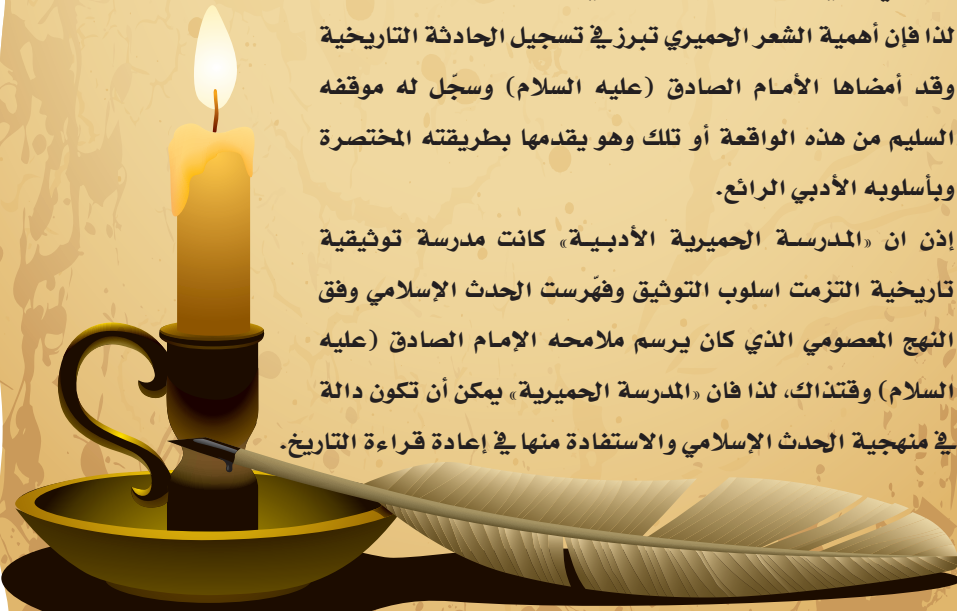 لذا فإن أهمية الشعر الحميري تبرز في تسجيل الحادثة التاريخية
وقد أمضاها الأمام الصادق (عليه السلام) وسجّل له موقفه
السليم من هذه الواقعة أو تلك وهو يقدمها بطريقته المختصرة
وبأسلوبه الأدبي الرائع.
إذن ان «المدرسة الحميرية الأدبية» كانت مدرسة توثيقية
تاريخية التزمت اسلوب التوثيق وفهّرست الحدث الإسلامي وفق
النهج المعصومي الذي كان يرسم ملامحه الإمام الصادق (عليه
السلام) وقتذاك، لذا فان «المدرسة الحميرية» يمكن أن تكون دالة
في منهجية الحدث الإسلامي والاستفادة منها في إعادة قراءة التاريخ.